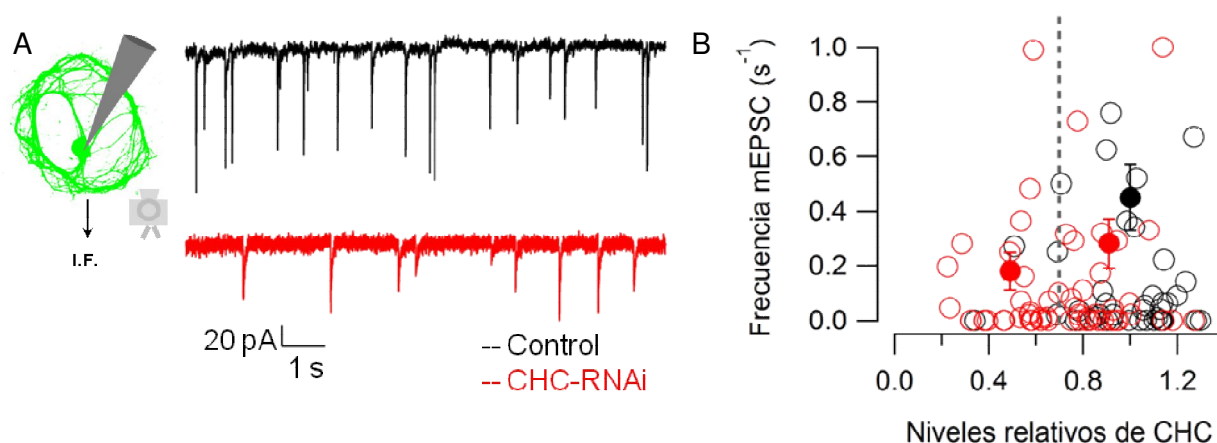 A
I.F.
20 pA
1 s
-- Control
-- CHC-RNAi
B
Frecuencia mEPSC (s⁻¹)
1.0
0.8
0.6
0.4
0.2
0.0
0.0 0.4 0.8 1.2
Niveles relativos de CHC